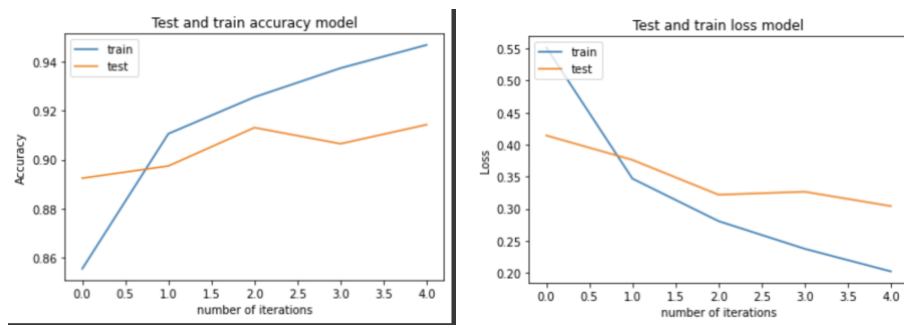 Test and train accuracy model
train
test
0.94
0.92
0.90
0.88
0.86
Accuracy
0.0 0.5 1.0 1.5 2.0 2.5 3.0 3.5 4.0
number of iterations
Test and train loss model
train
test
0.55
0.50
0.45
0.40
0.35
0.30
0.25
0.20
Loss
0.0 0.5 1.0 1.5 2.0 2.5 3.0 3.5 4.0
number of iterations